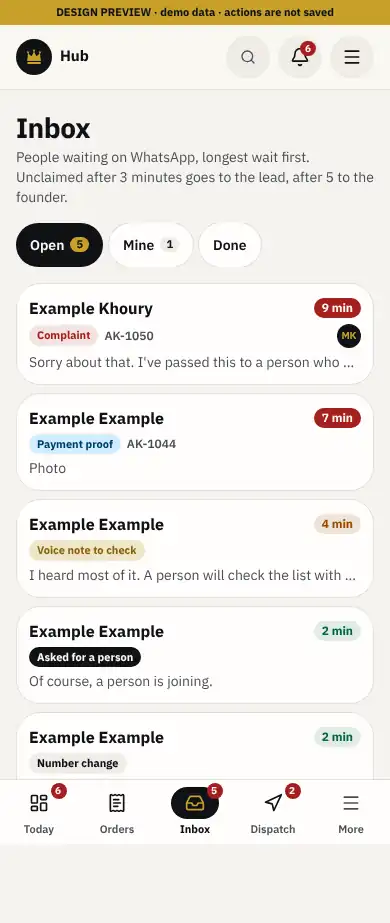 DESIGN PREVIEW · demo data · actions are not saved
Hub
6
Inbox
People waiting on WhatsApp, longest wait first.
Unclaimed after 3 minutes goes to the lead, after 5 to the
founder.
Open 5
Mine 1
Done
Example Khoury
9 min
Complaint AK-1050
MK
Sorry about that. I've passed this to a person who ...
Example Example
7 min
Payment proof AK-1044
Photo
Example Example
4 min
Voice note to check
I heard most of it. A person will check the list with ...
Example Example
2 min
Asked for a person
Of course, a person is joining.
Example Example
2 min
Number change
6
5
2
Today
Orders
Inbox
Dispatch
More